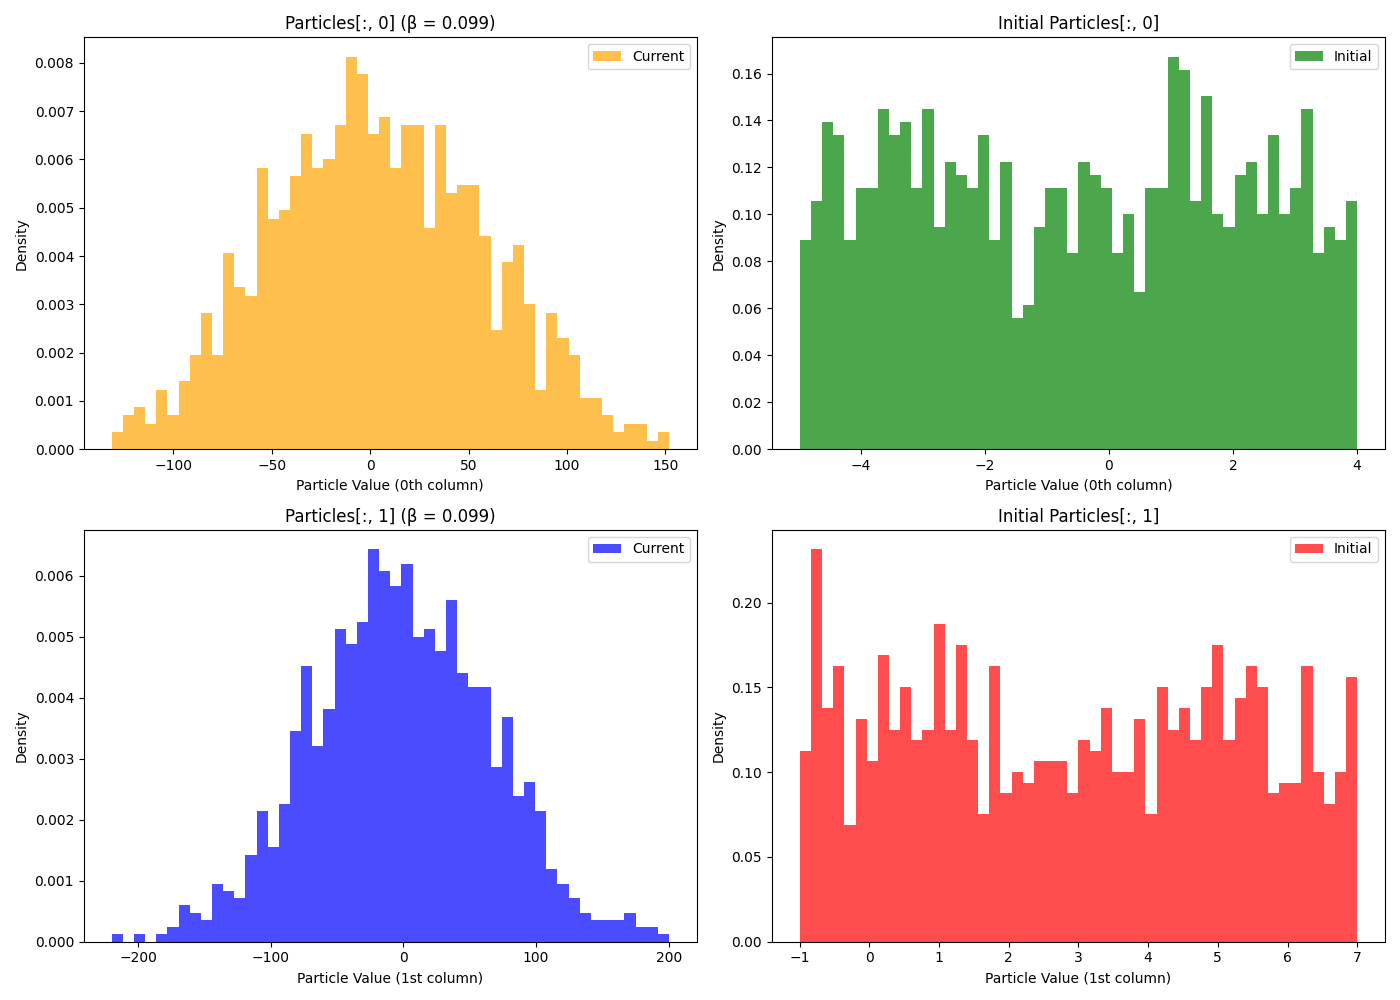 Particles[:, 0] (β = 0.099)
Current
Density
0.008
0.007
0.006
0.005
0.004
0.003
0.002
0.001
0.000
−100 −50 0 50 100 150
Particle Value (0th column)
Initial Particles[:, 0]
Initial
Density
0.16
0.14
0.12
0.10
0.08
0.06
0.04
0.02
0.00
−4 −2 0 2 4
Particle Value (0th column)
Particles[:, 1] (β = 0.099)
Current
Density
0.006
0.005
0.004
0.003
0.002
0.001
0.000
−200 −100 0 100 200
Particle Value (1st column)
Initial Particles[:, 1]
Initial
Density
0.20
0.15
0.10
0.05
0.00
−1 0 1 2 3 4 5 6 7
Particle Value (1st column)